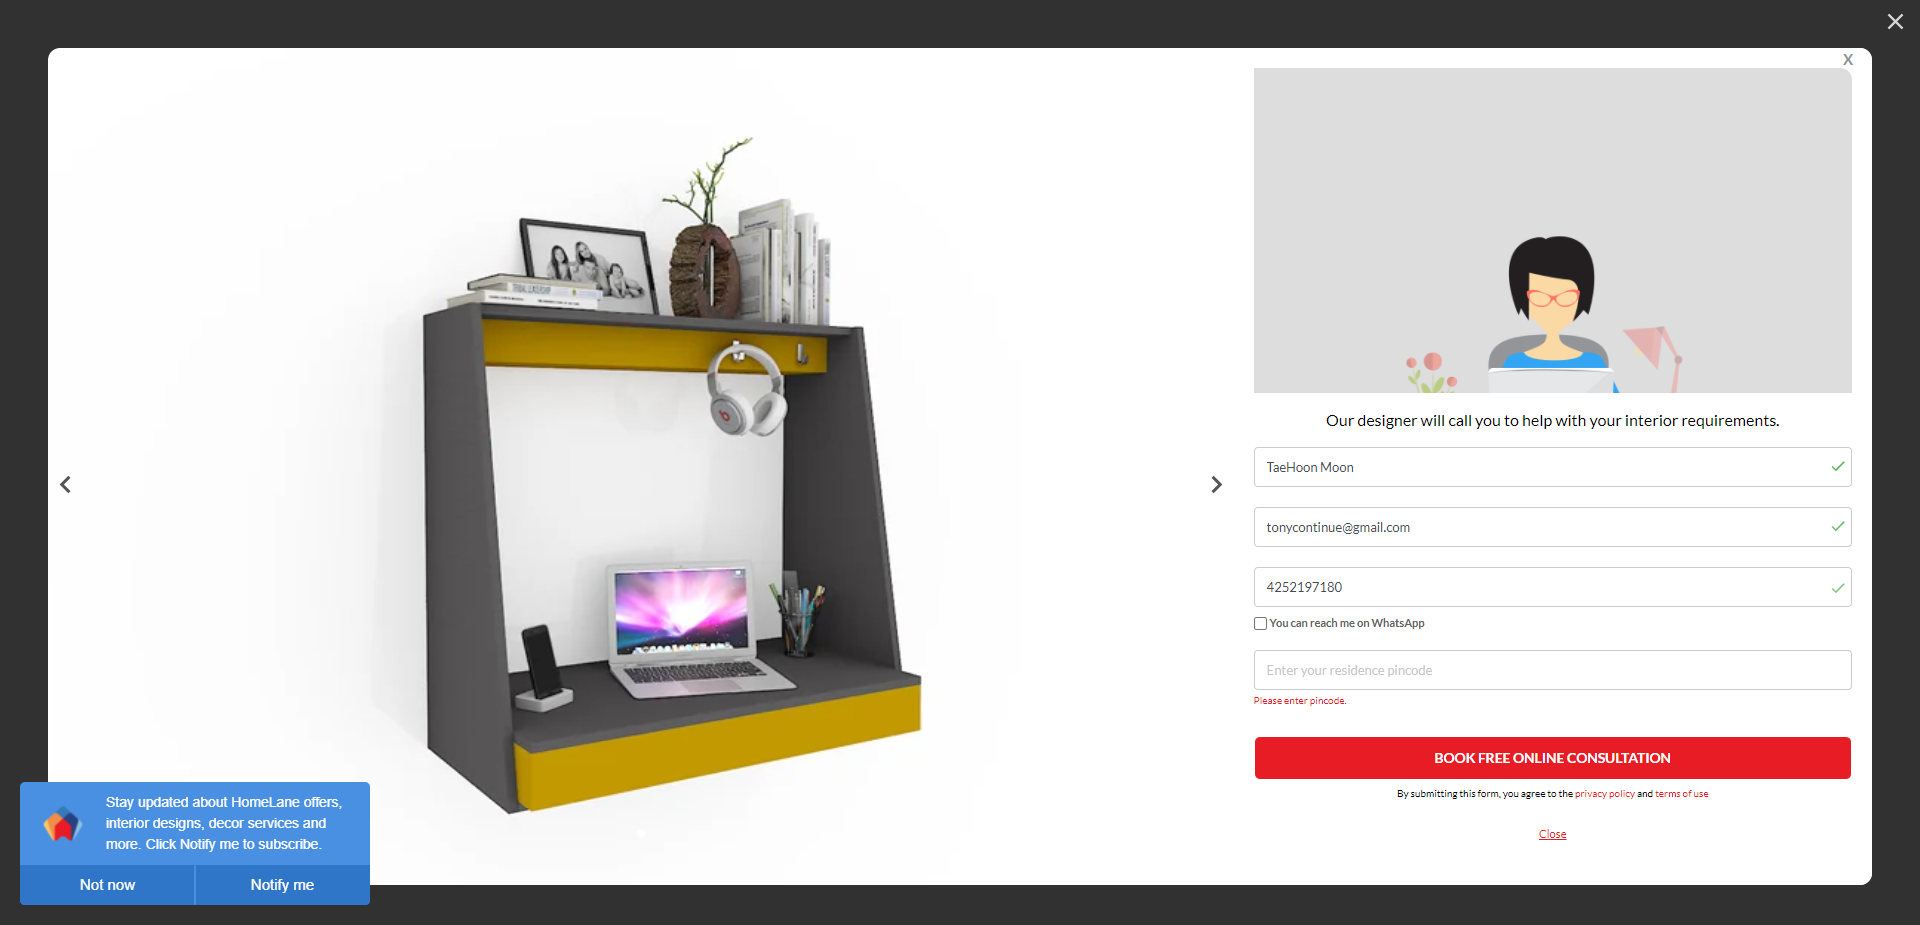 X
TRIBAL LEADERSHIP
Our designer will call you to help with your interior requirements.
TaeHoon Moon
tonycontinue@gmail.com
4252197180
You can reach me on WhatsApp
Enter your residence pincode
Please enter pincode.
BOOK FREE ONLINE CONSULTATION
By submitting this form, you agree to the privacy policy and terms of use
Close
Stay updated about HomeLane offers,
interior designs, decor services and
more. Click Notify me to subscribe.
Not now
Notify me